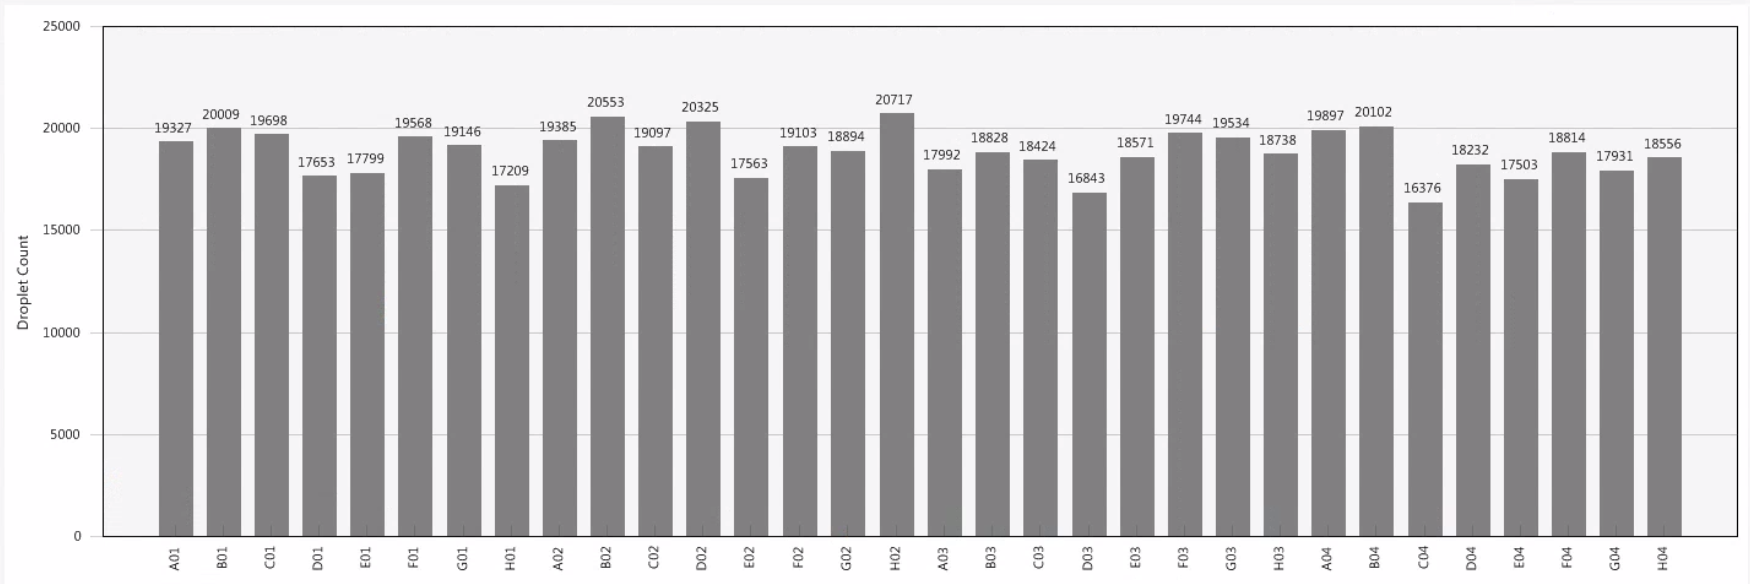 25000
20000
15000
10000
5000
0
Droplet Count
19327
20009
19698
17653
17799
19568
19146
17209
19385
20553
19097
20325
17563
19103
18894
20717
17992
18828
18424
16843
18571
19744
19534
18738
19897
20102
16376
18232
17503
18814
17931
18556
A01
B01
C01
D01
E01
F01
G01
H01
A02
B02
C02
D02
E02
F02
G02
H02
A03
B03
C03
D03
E03
F03
G03
H03
A04
B04
C04
D04
E04
F04
G04
H04